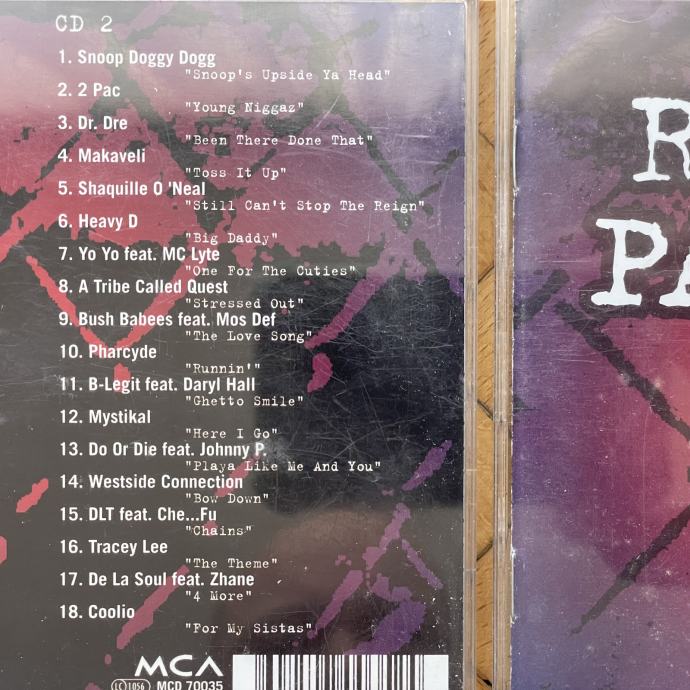 CD 2
1. Snoop Doggy Dogg
"Snoop's Upside Ya Head"
2. 2 Pac
"Young Niggaz"
3. Dr. Dre
"Been There Done That"
4. Makaveli
"Toss It Up"
5. Shaquille O 'Neal
"Still Can't Stop The Reign"
6. Heavy D
"Big Daddy"
7. Yo Yo feat. MC Lyte
"One For The Cuties"
8. A Tribe Called Quest
"Stressed Out"
9. Bush Babees feat. Mos Def
"The Love Song"
10. Pharcyde
"Runnin'"
11. B-Legit feat. Daryl Hall
"Ghetto Smile"
12. Mystikal
"Here I Go"
13. Do Or Die feat. Johnny P.
"Playa Like Me And You"
14. Westside Connection
"Bow Down"
15. DLT feat. Che...Fu
"Chains"
16. Tracey Lee
"The Theme"
17. De La Soul feat. Zhane
"4 More"
18. Coolio
"For My Sistas"
MCA
LC 1056 MCD 70035
R
PA